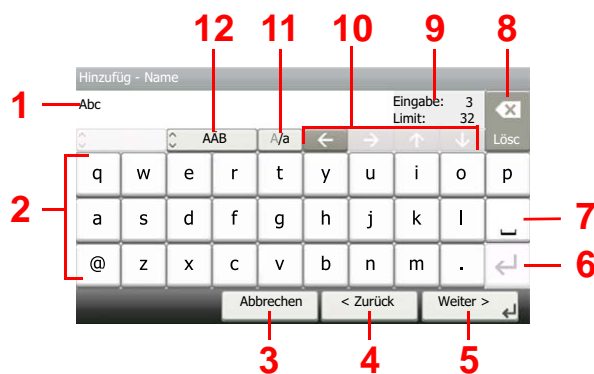 12 11 10 9 8
Hinzufüg - Name
1 Abc Eingabe: 3
Limit: 32
AAB A/a ← → ↑ ↓ Lösc
q w e r t y u i o p
2 a s d f g h j k l 7
@ z x c v b n m . 6
Abbrechen < Zurück Weiter >
3 4 5